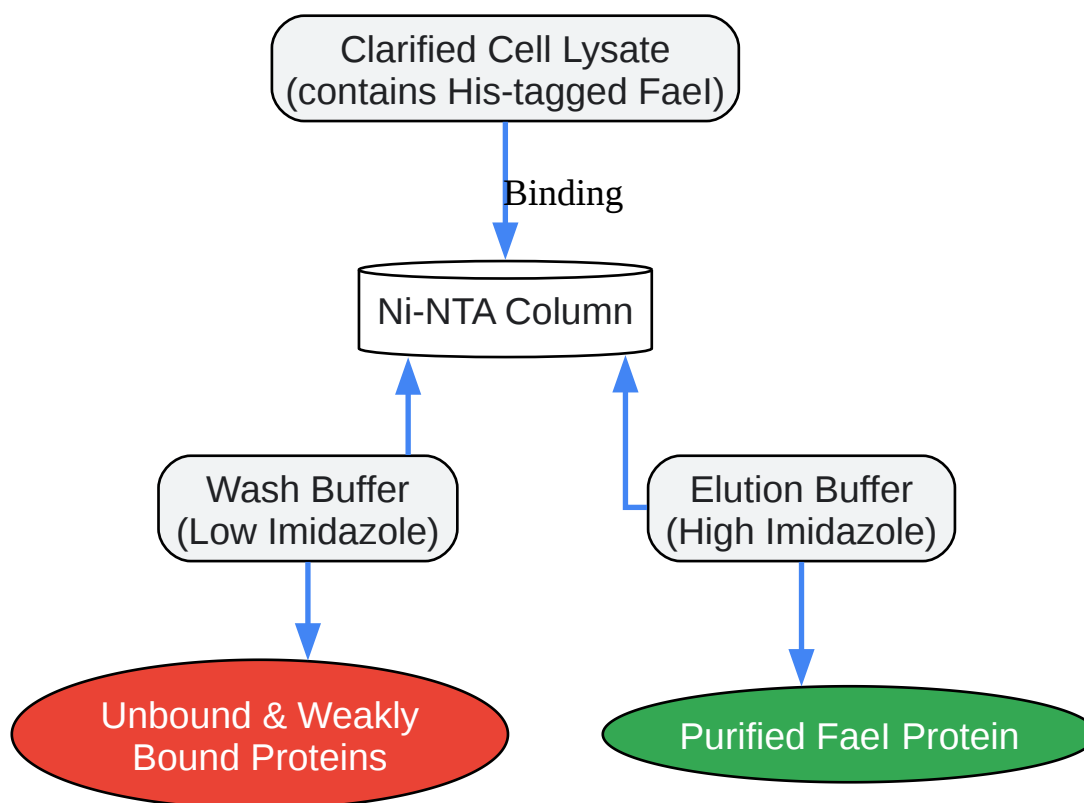 Clarified Cell Lysate
(contains His-tagged FaeI)
Binding
Ni-NTA Column
Wash Buffer
(Low Imidazole)
Elution Buffer
(High Imidazole)
Unbound & Weakly
Bound Proteins
Purified FaeI Protein